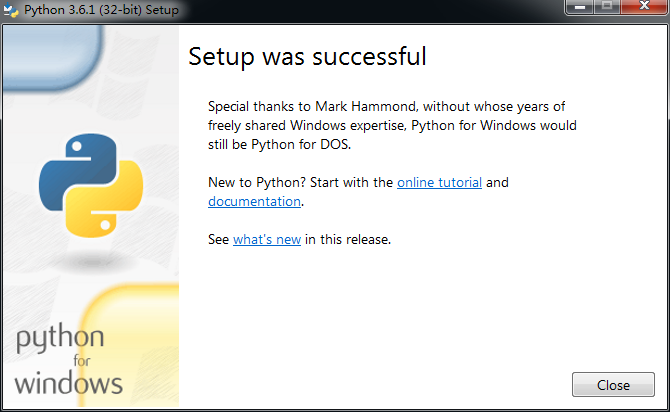 Python 3.6.1 (32-bit) Setup
Setup was successful
Special thanks to Mark Hammond, without whose years of
freely shared Windows expertise, Python for Windows would
still be Python for DOS.
New to Python? Start with the online tutorial and
documentation.
See what's new in this release.
python
for
windows
Close